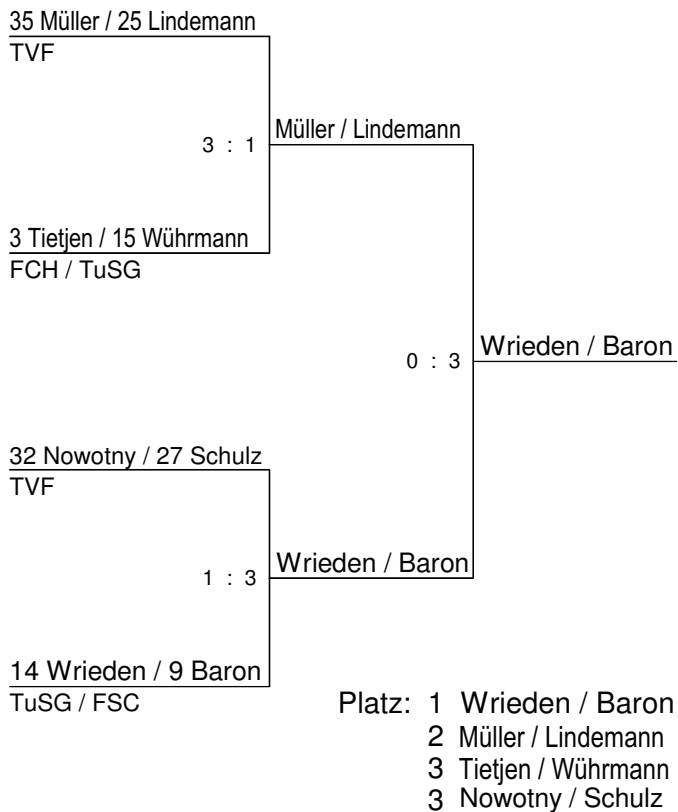 35 Müller / 25 Lindemann
TVF
Müller / Lindemann
3 : 1
3 Tietjen / 15 Wührmann
FCH / TuSG
Wrieden / Baron
0 : 3
32 Nowotny / 27 Schulz
TVF
Wrieden / Baron
1 : 3
14 Wrieden / 9 Baron
TuSG / FSC
Platz: 1 Wrieden / Baron
2 Müller / Lindemann
3 Tietjen / Wührmann
3 Nowotny / Schulz